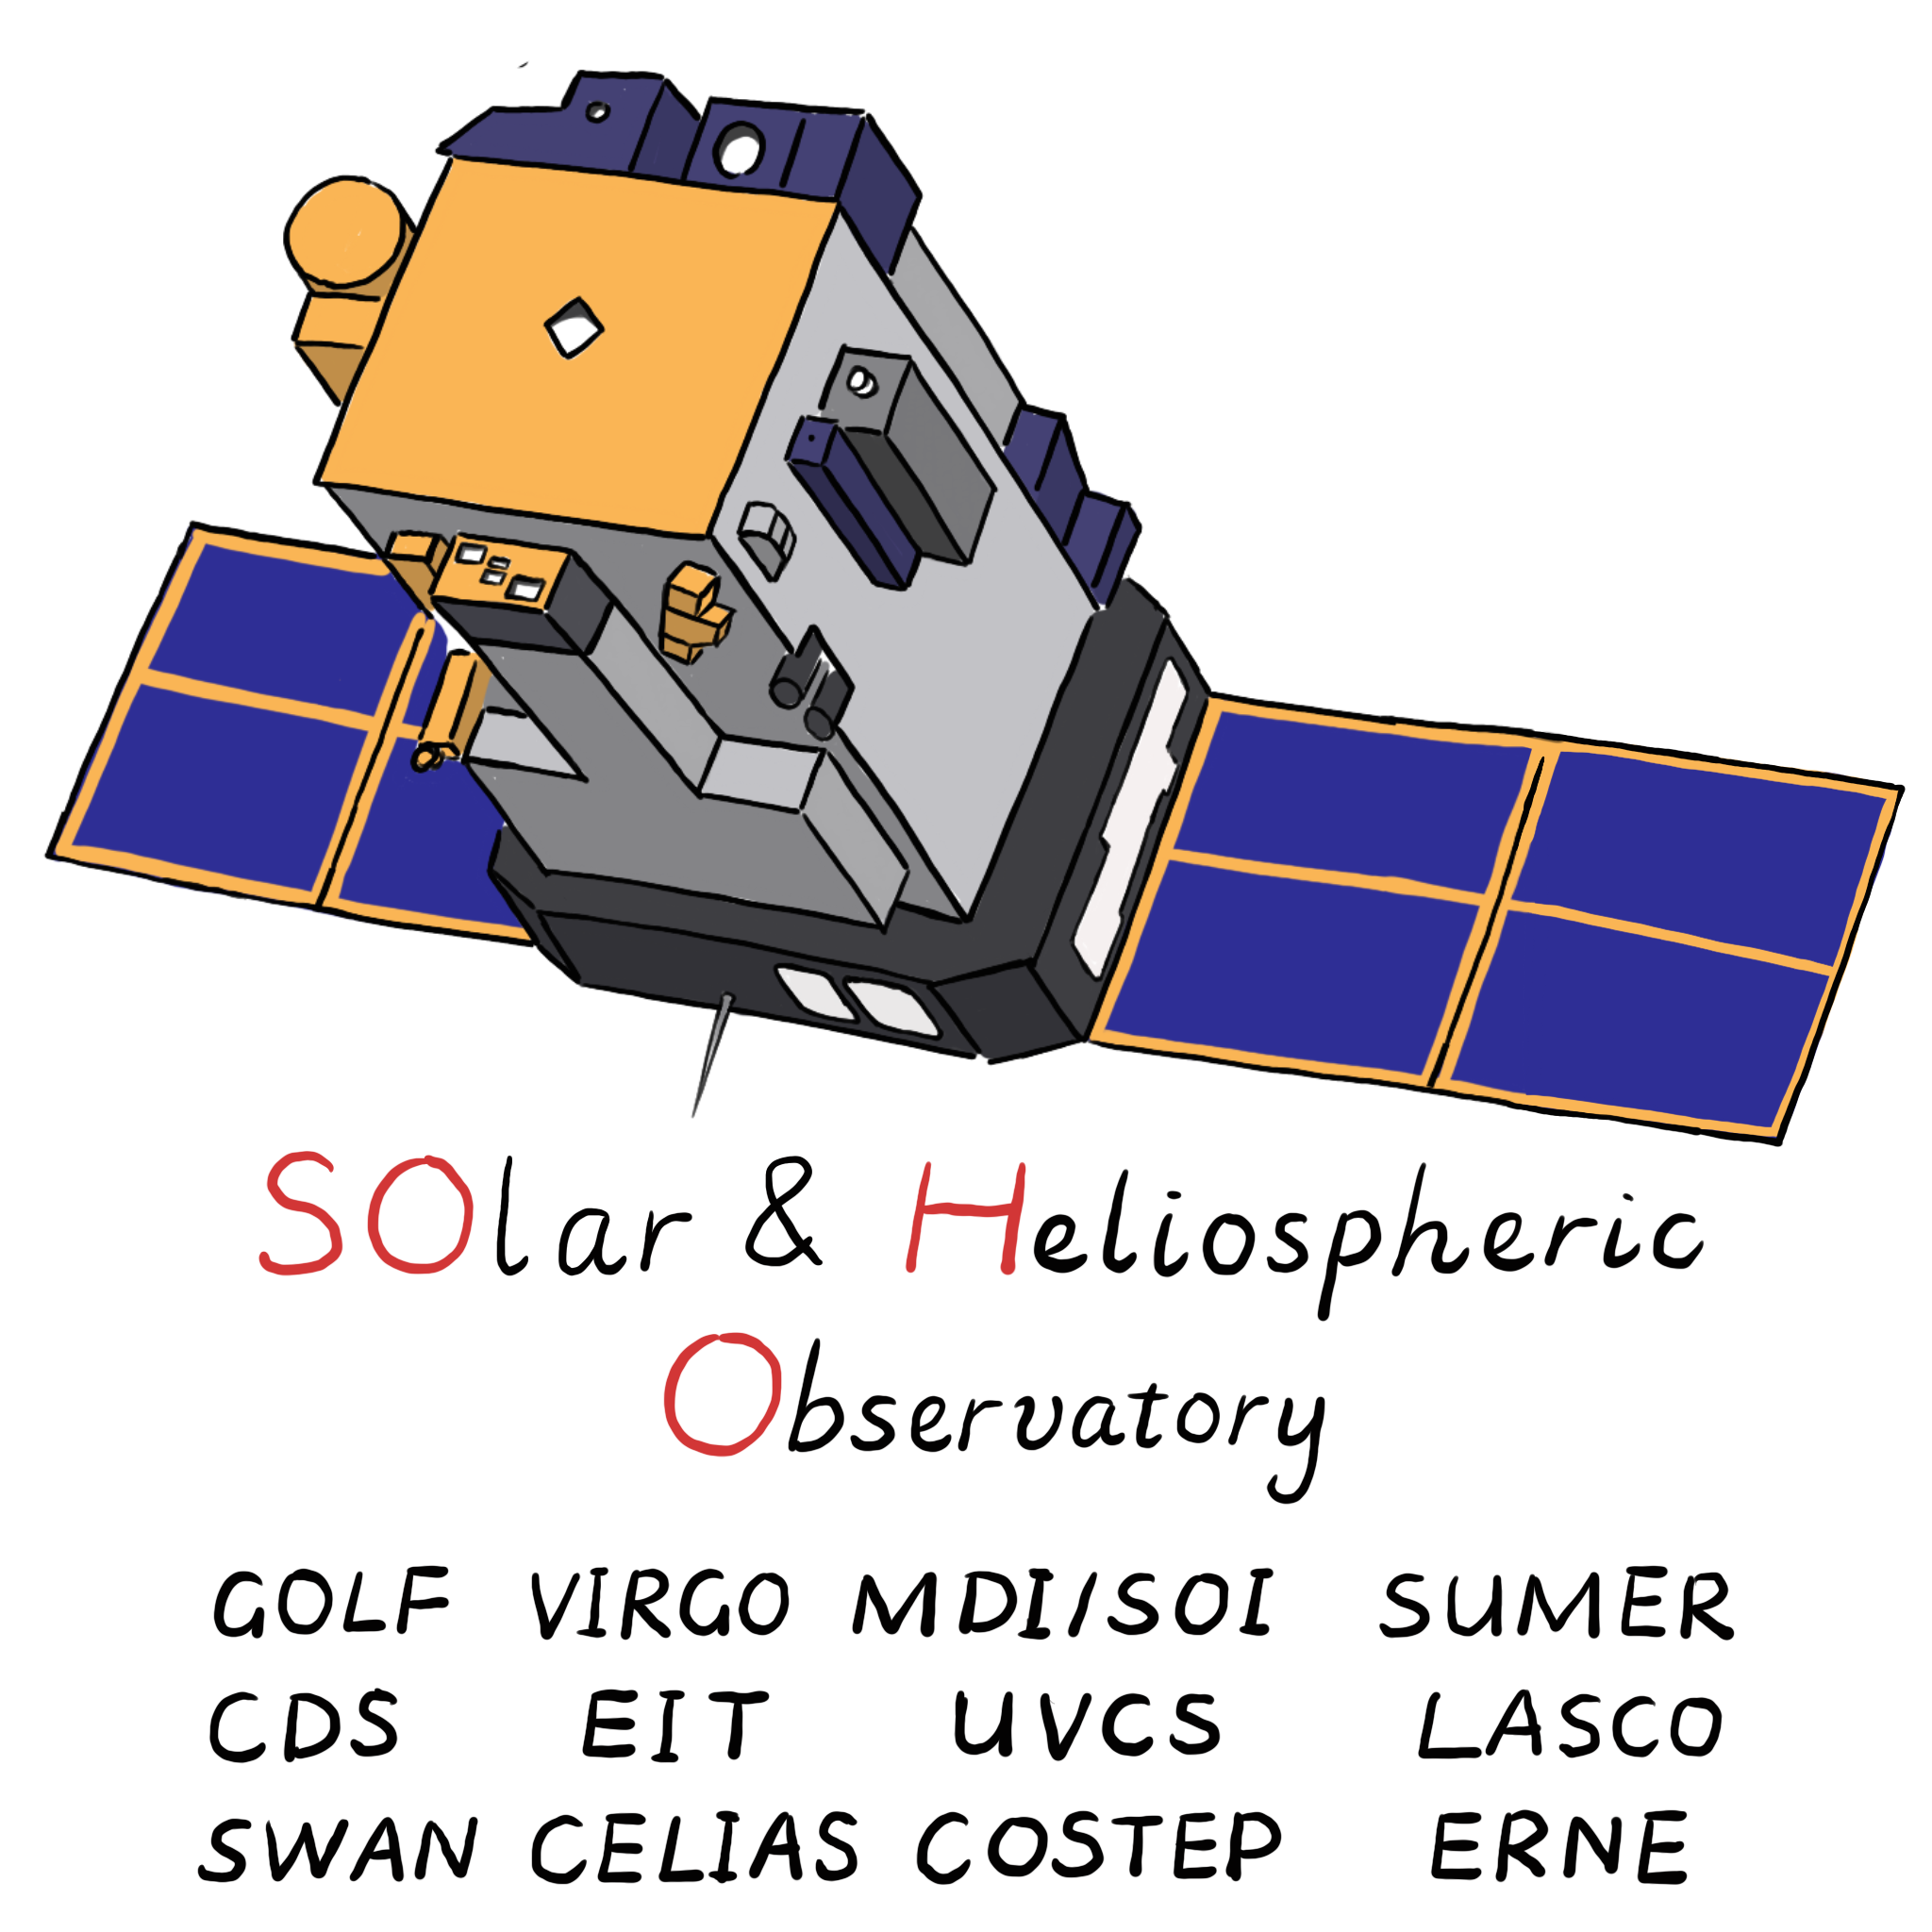 SOlar & Heliospheric
Observatory
GOLF VIRGO MDI/SOI SUMER
CDS EIT UVCS LASCO
SWAN CELIAS COSTEP ERNE